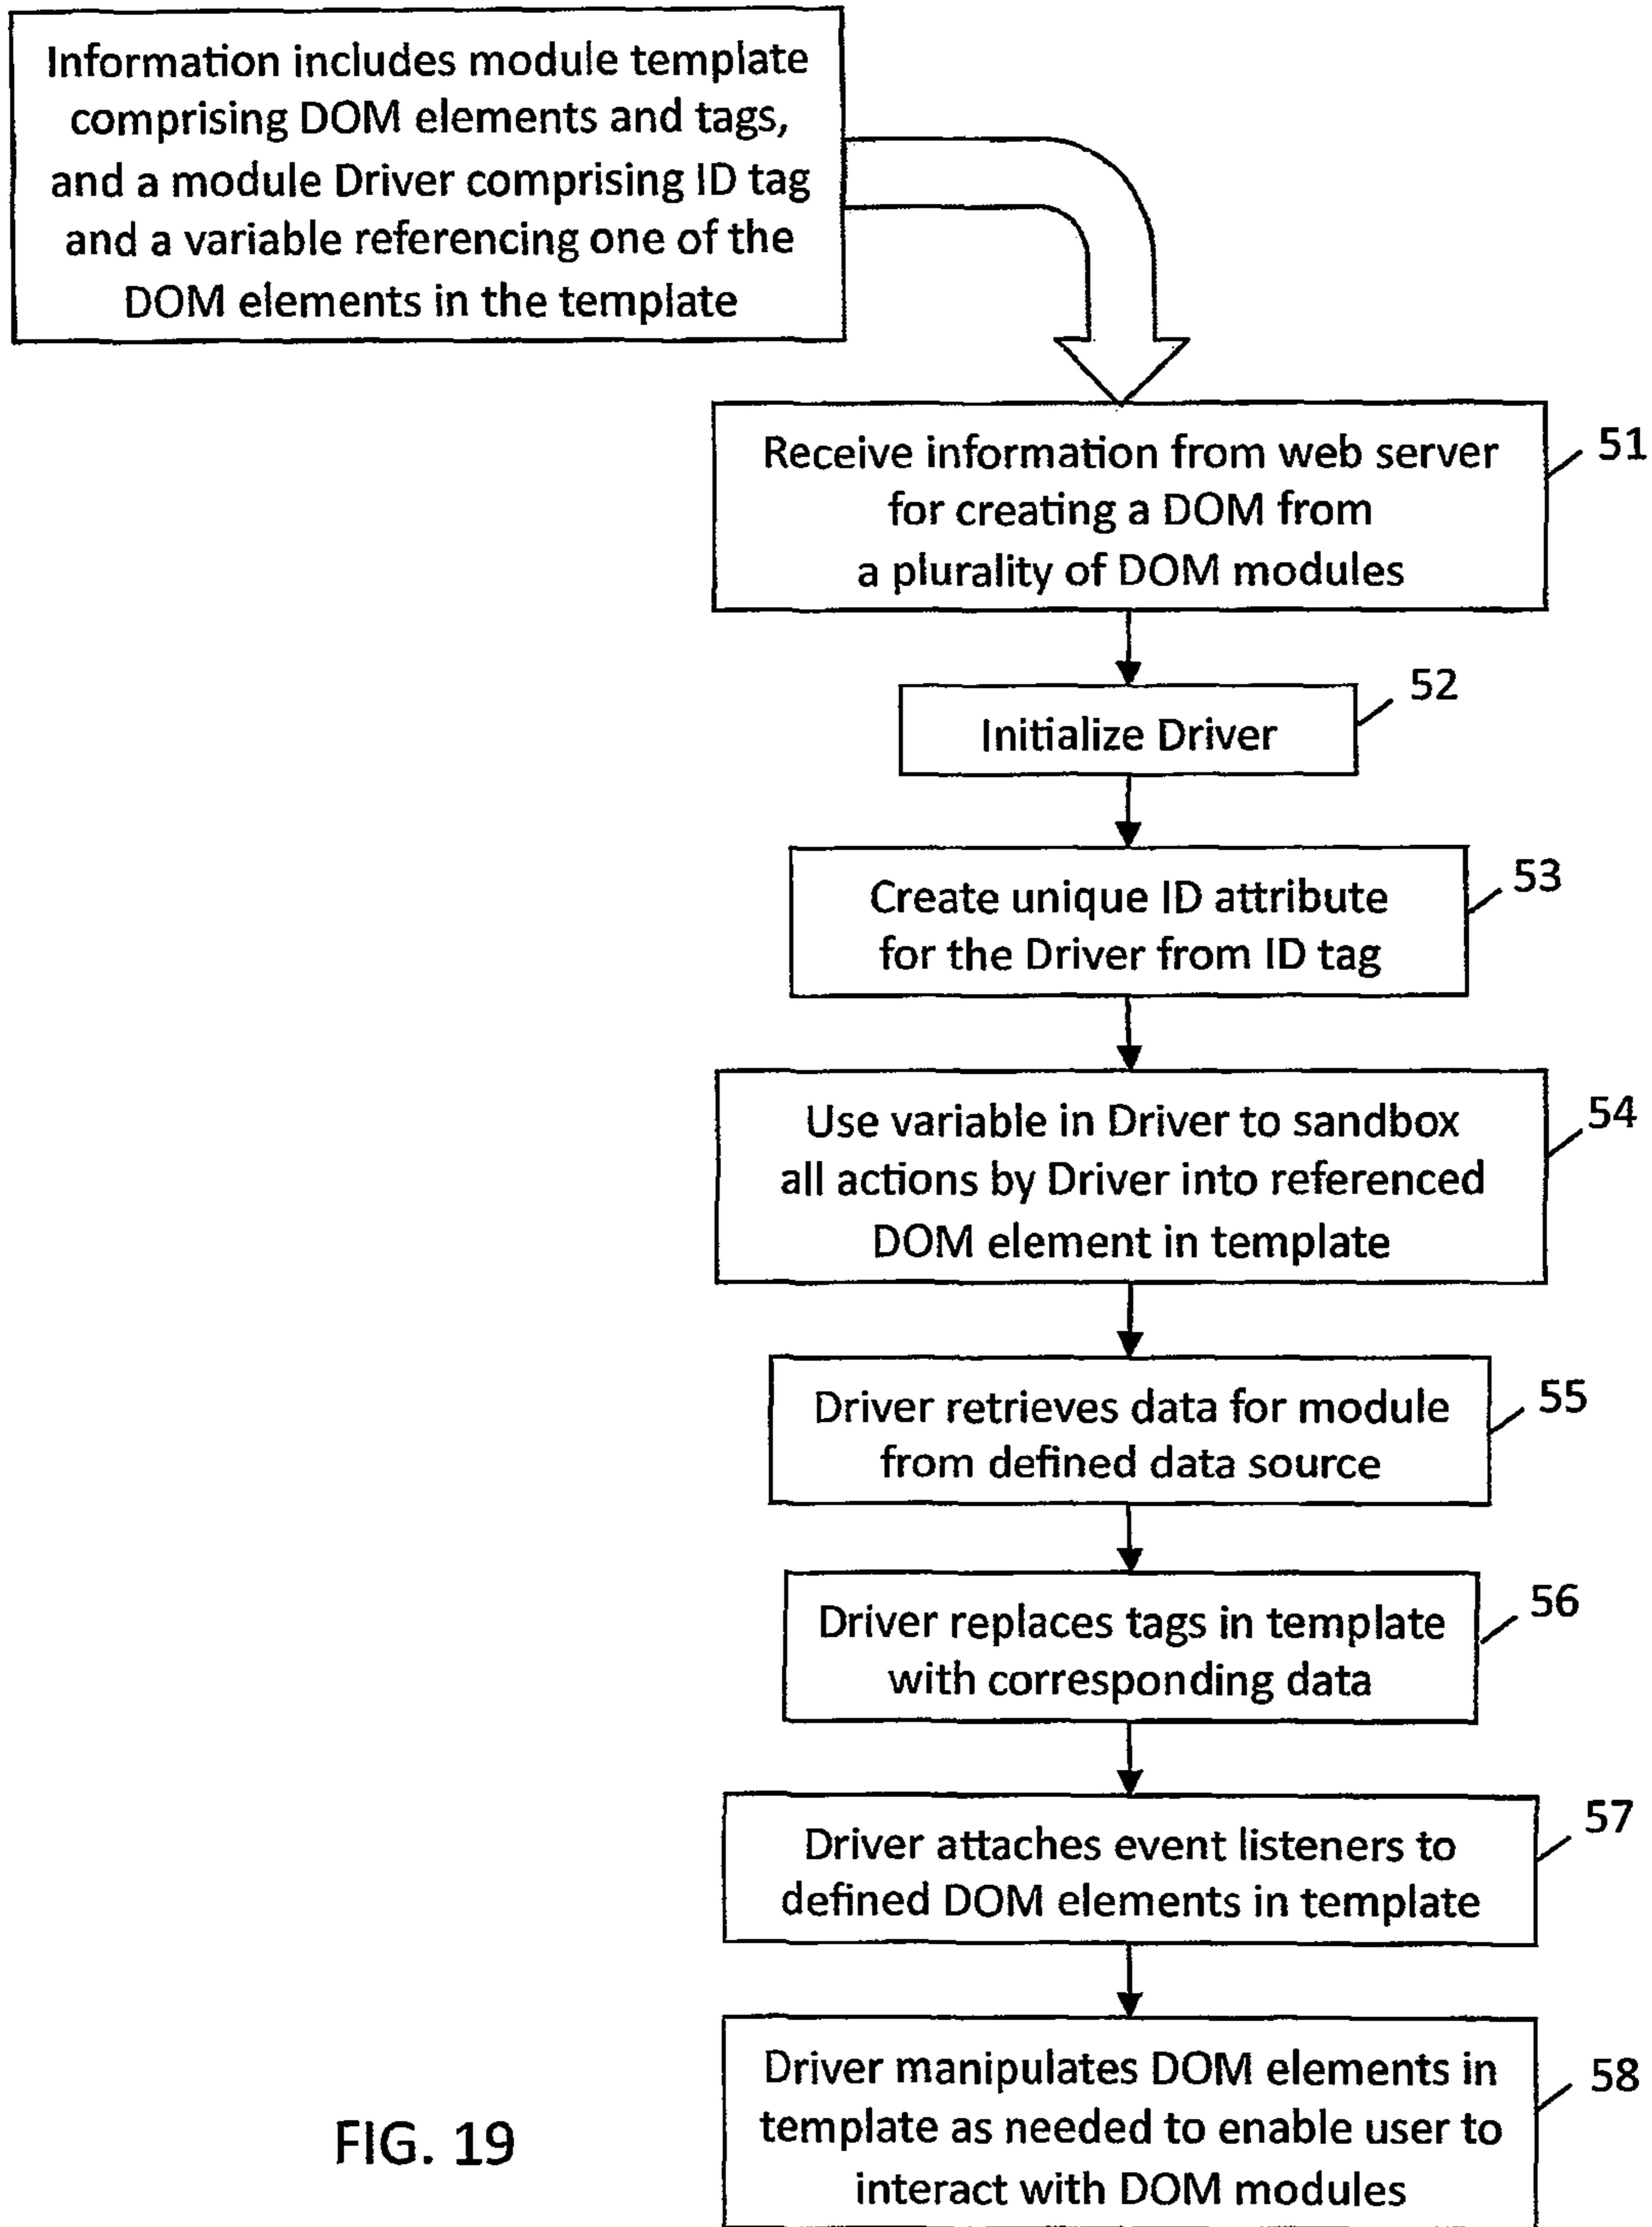 Information includes module template
comprising DOM elements and tags,
and a module Driver comprising ID tag
and a variable referencing one of the
DOM elements in the template
Receive information from web server
for creating a DOM from
a plurality of DOM modules
51
Initialize Driver
52
Create unique ID attribute
for the Driver from ID tag
53
Use variable in Driver to sandbox
all actions by Driver into referenced
DOM element in template
54
Driver retrieves data for module
from defined data source
55
Driver replaces tags in template
with corresponding data
56
Driver attaches event listeners to
defined DOM elements in template
57
Driver manipulates DOM elements in
template as needed to enable user to
interact with DOM modules
58
FIG. 19